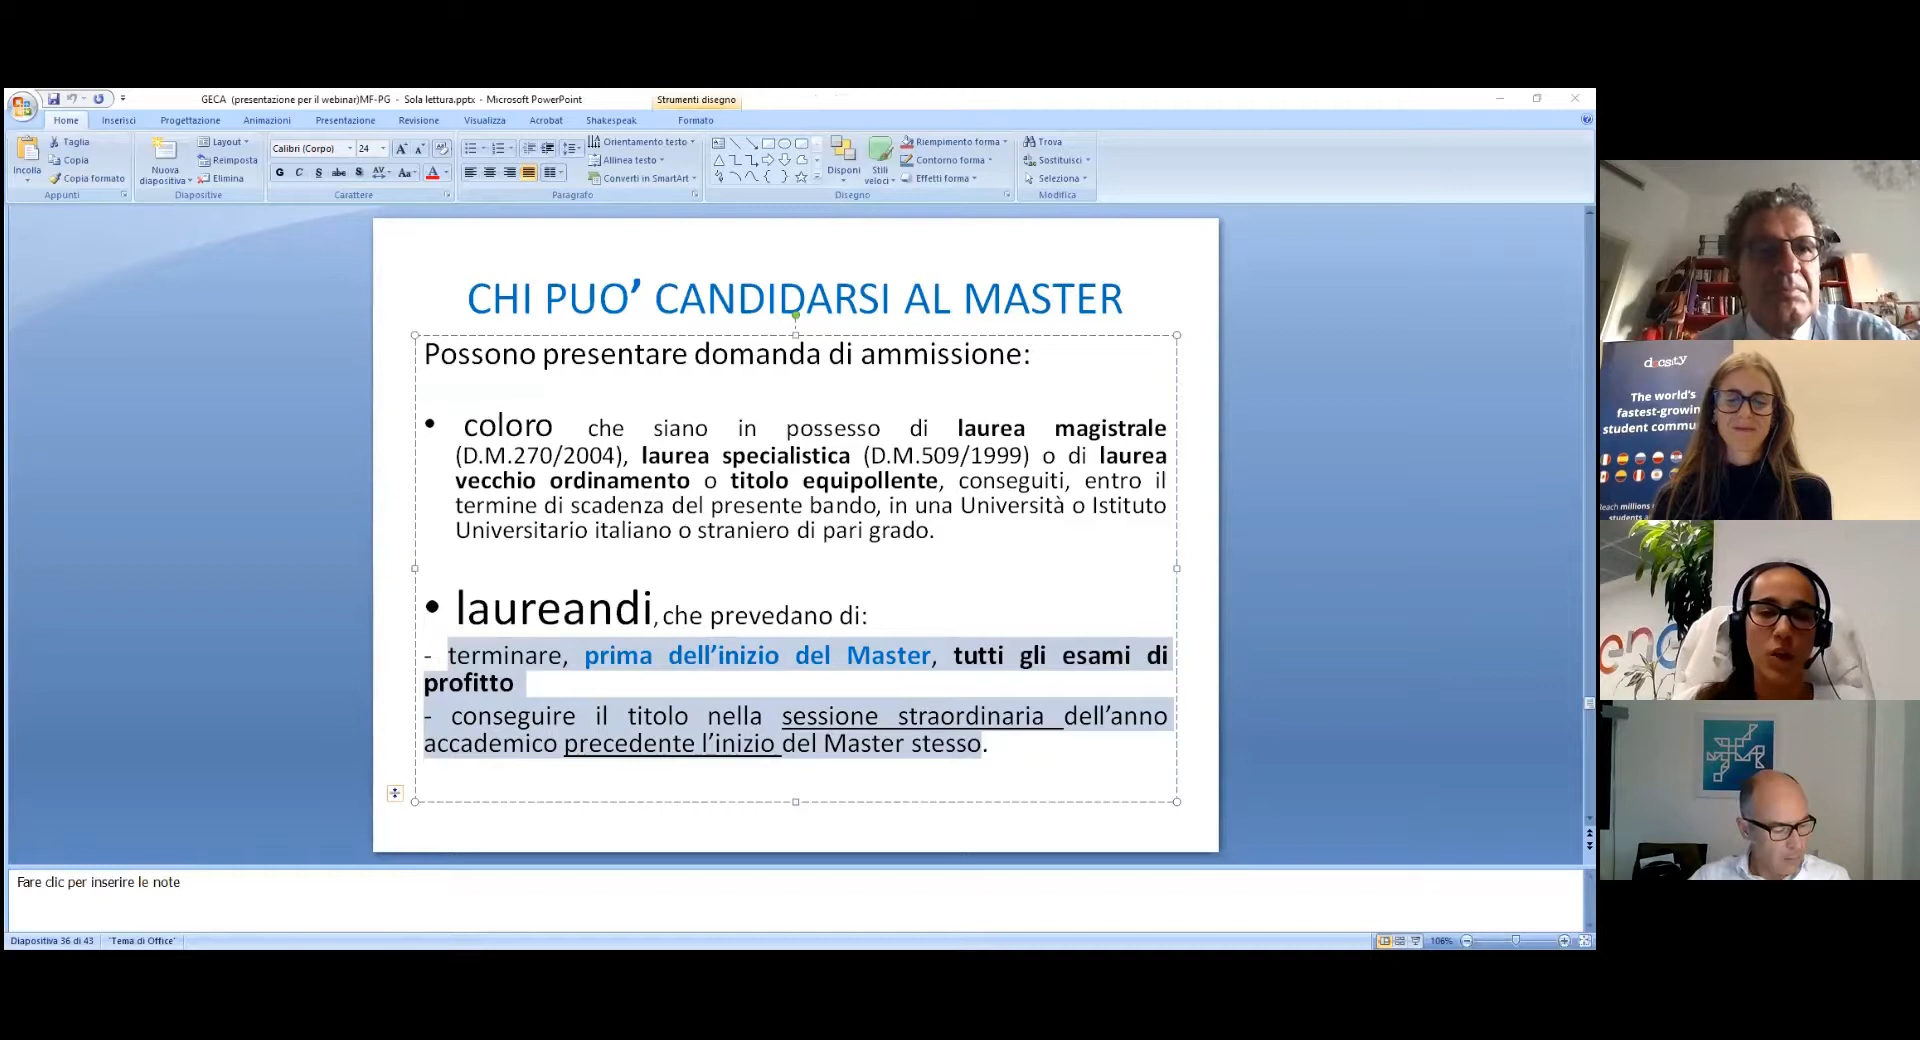 GECA (presentazione per il webinar)MF-PG - Sola lettura.pptx - Microsoft PowerPoint
Strumenti disegno
Home Inserisci Progettazione Animazioni Presentazione Revisione Visualizza Acrobat Shakespeak Formato
Incolla
Taglia
Copia
Copia formato
Appunti
Nuova
diapositiva
Layout
Reimposta
Elimina
Diapositive
Calibri (Corpo) 24
G C S abc S AV Aa A
Carattere
Orientamento testo
Allinea testo
Converti in SmartArt
Paragrafo
Disponi
Stili
veloci
Riempimento forma
Contorno forma
Effetti forma
Disegno
Trova
Sostituisci
Seleziona
Modifica
CHI PUO’ CANDIDARSI AL MASTER
Possono presentare domanda di ammissione:
• coloro che siano in possesso di laurea magistrale
(D.M.270/2004), laurea specialistica (D.M.509/1999) o di laurea
vecchio ordinamento o titolo equipollente, conseguiti, entro il
termine di scadenza del presente bando, in una Università o Istituto
Universitario italiano o straniero di pari grado.
• laureandi, che prevedano di:
- terminare, prima dell’inizio del Master, tutti gli esami di
profitto
- conseguire il titolo nella sessione straordinaria dell’anno
accademico precedente l’inizio del Master stesso.
Fare clic per inserire le note
Diapositiva 36 di 43 "Tema di Office" 106%
docsity
The world's
fastest-growin
student commu
Reach millions
students a